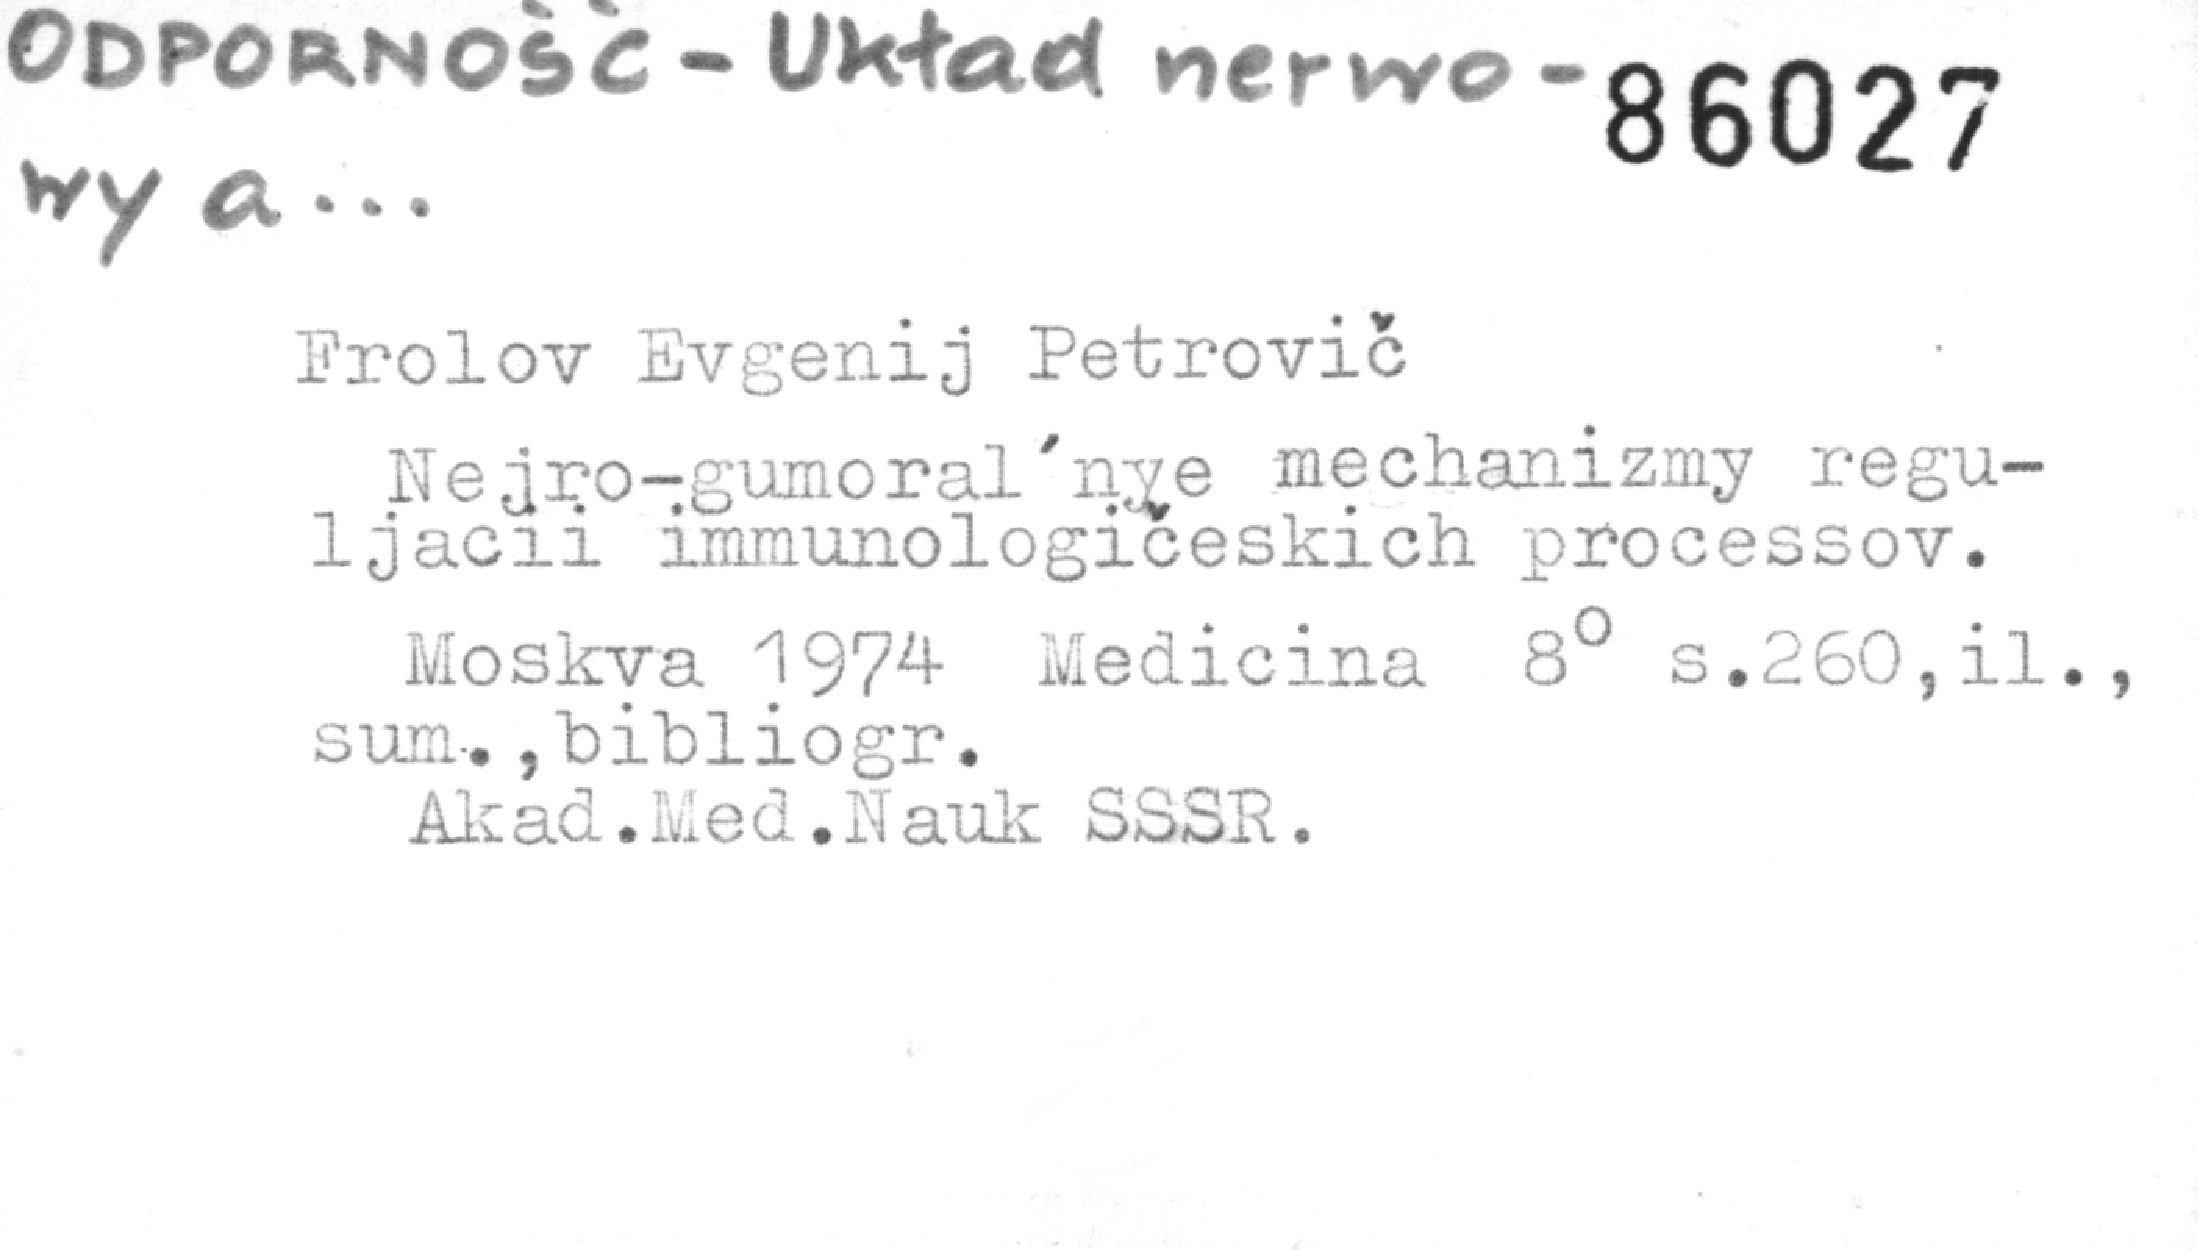 ODPORNOŚĆ - Układ nerwo- 86027
wy a...
Frolov Evgenij Petrovič
Nejro-gumoral´nye mechanizmy regu-
ljacii immunologičeskich processov.
Moskva 1974 Medicina 8° s.260,il.,
sum.,bibliogr.
Akad.Med.Nauk SSSR.